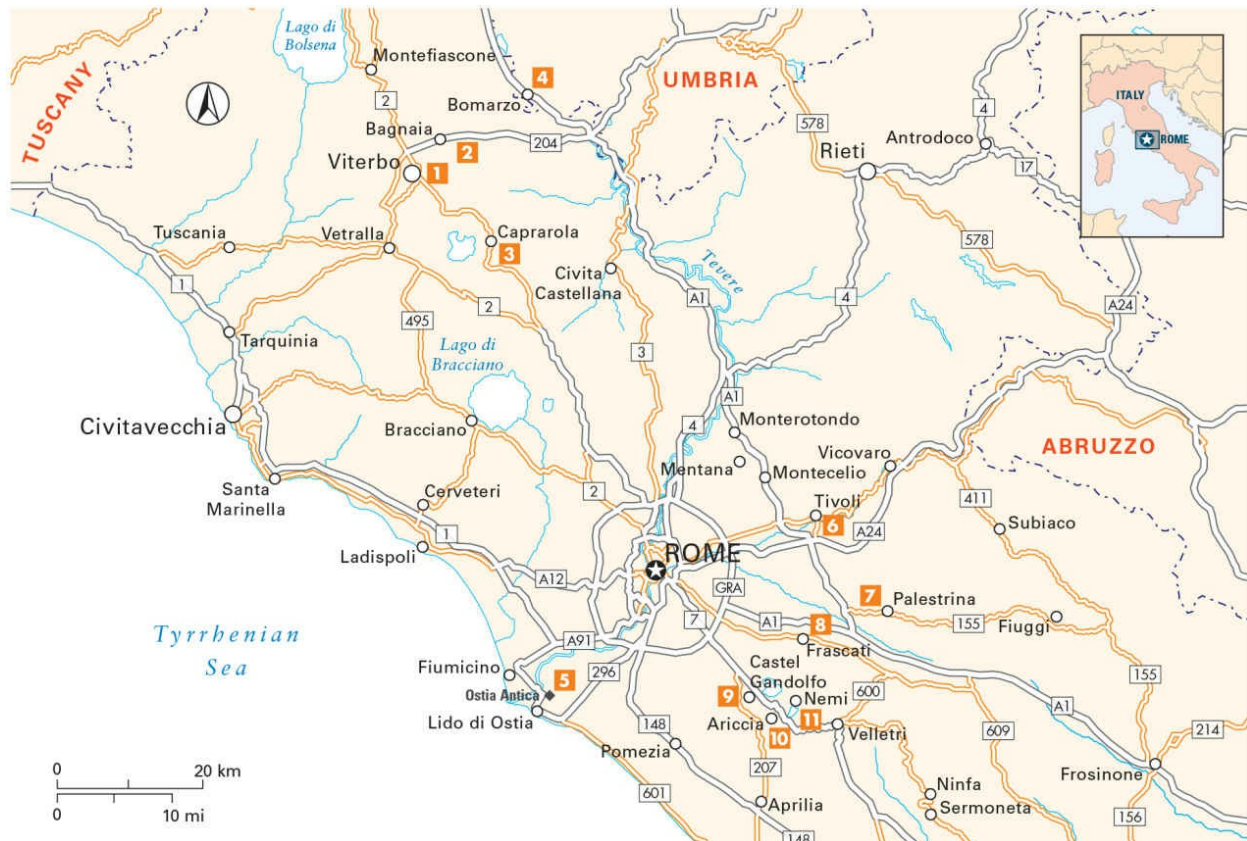 Lago di
Bolsena
Montefiascone
TUSCANY
4
UMBRIA
2
Bomarzo
578
4
Antrodoco
ITALY
ROME
Bagnaia
2
204
Viterbo
1
Rieti
17
Tuscania
Vetralla
Caprarola
3
Civita
Castellana
Tevere
578
1
2
A1
4
A24
495
Tarquinia
Lago di
Bracciano
3
A1
Civitavecchia
Bracciano
4
Monterotondo
ABRUZZO
Mentana
Vicovaro
Montecelio
Santa
Marinella
Cerveteri
2
411
Tivoli
6
Subiaco
1
A24
Ladispoli
ROME
A12
GRA
7
Palestrina
7
A1
8
155
Fiuggi
Tyrrhenian
Sea
A91
Frascati
Fiumicino
296
Castel
Gandolfo
155
5
Ostia Antica
9
Nemi
600
Lido di Ostia
Ariccia
11
A1
10
Velletri
148
609
214
Pomezia
207
Frosinone
0
20 km
601
Ninfa
0
10 mi
Aprilia
Sermoneta
156
148